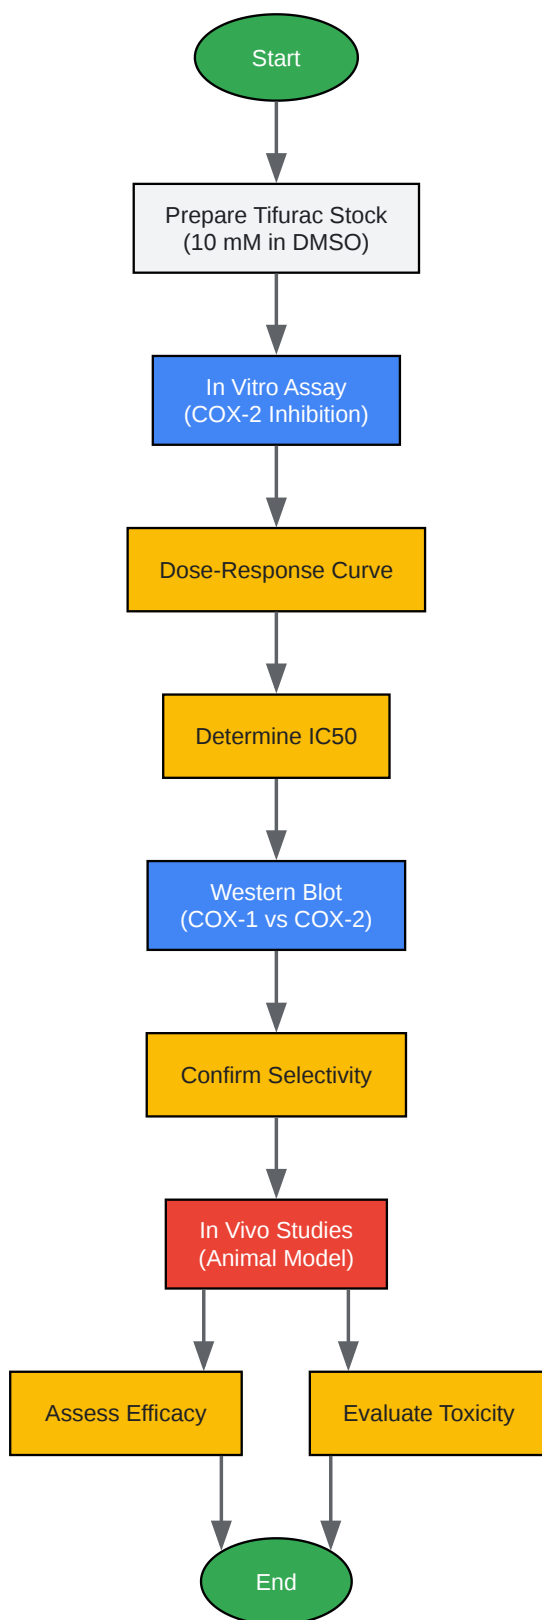 Start
Prepare Tifurac Stock
(10 mM in DMSO)
In Vitro Assay
(COX-2 Inhibition)
Dose-Response Curve
Determine IC50
Western Blot
(COX-1 vs COX-2)
Confirm Selectivity
In Vivo Studies
(Animal Model)
Assess Efficacy
Evaluate Toxicity
End